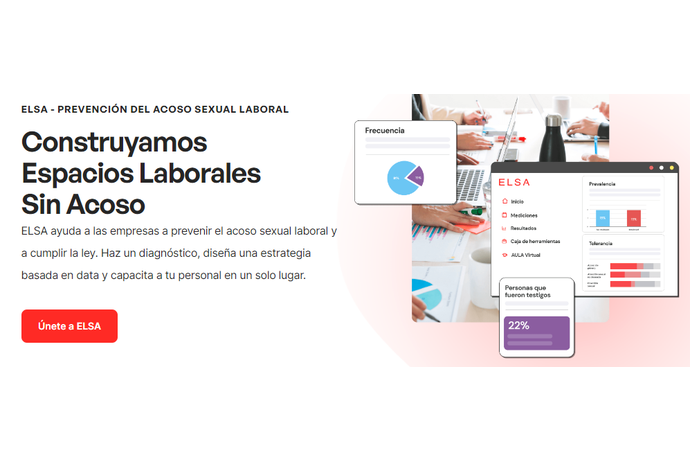 ELSA - PREVENCIÓN DEL ACOSO SEXUAL LABORAL
Construyamos
Espacios Laborales
Sin Acoso
ELSA ayuda a las empresas a prevenir el acoso sexual laboral y
a cumplir la ley. Haz un diagnóstico, diseña una estrategia
basada en data y capacita a tu personal en un solo lugar.
Únete a ELSA
Frecuencia
ELSA
Inicio
Mediciones
Resultados
Caja de herramientas
AULA Virtual
Prevalencia
Tolerancia
Personas que
fueron testigos
22%